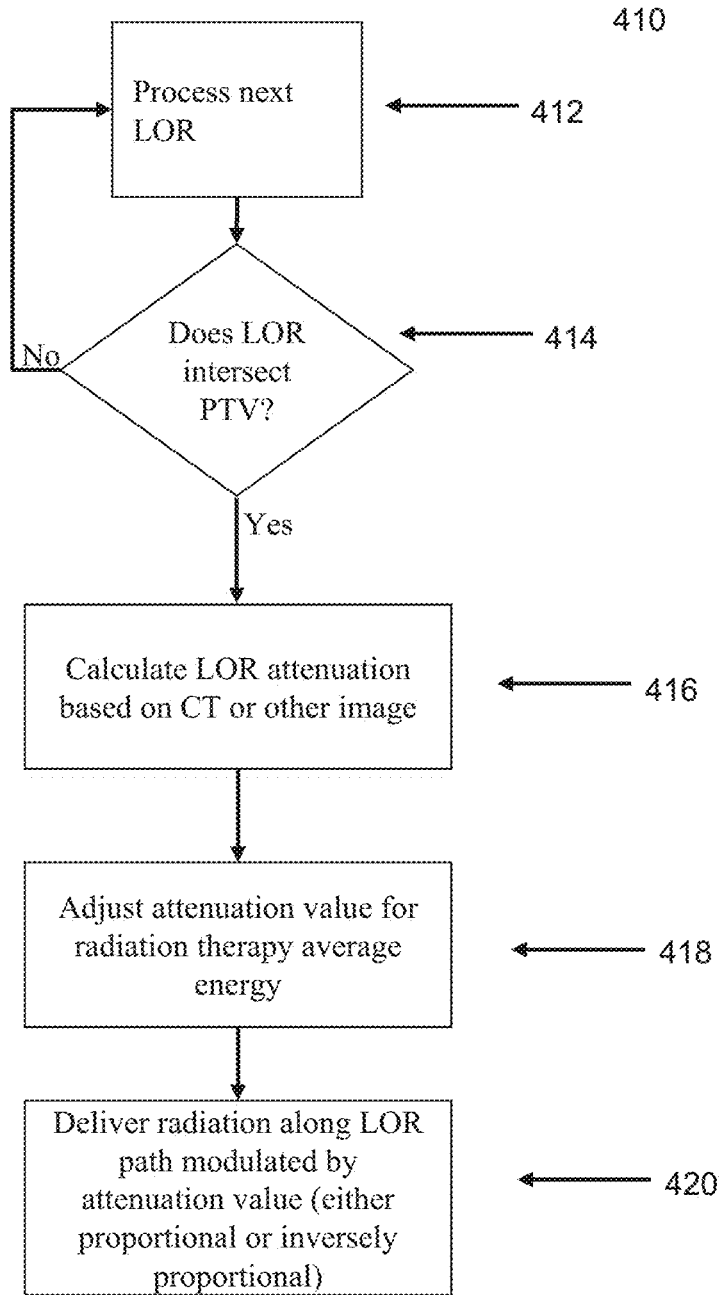 410
Process next
LOR
412
Does LOR
intersect
PTV?
414
No
Yes
Calculate LOR attenuation
based on CT or other image
416
Adjust attenuation value for
radiation therapy average
energy
418
Deliver radiation along LOR
path modulated by
attenuation value (either
proportional or inversely
proportional)
420